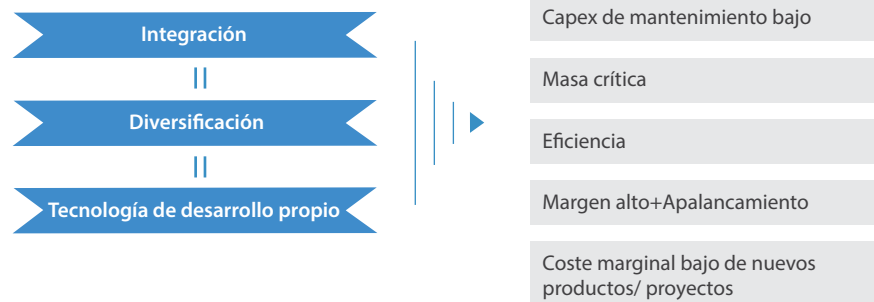 Integración
Diversificación
Tecnología de desarrollo propio
Capex de mantenimiento bajo
Masa crítica
Eficiencia
Margen alto+Apalancamiento
Coste marginal bajo de nuevos
productos/ proyectos